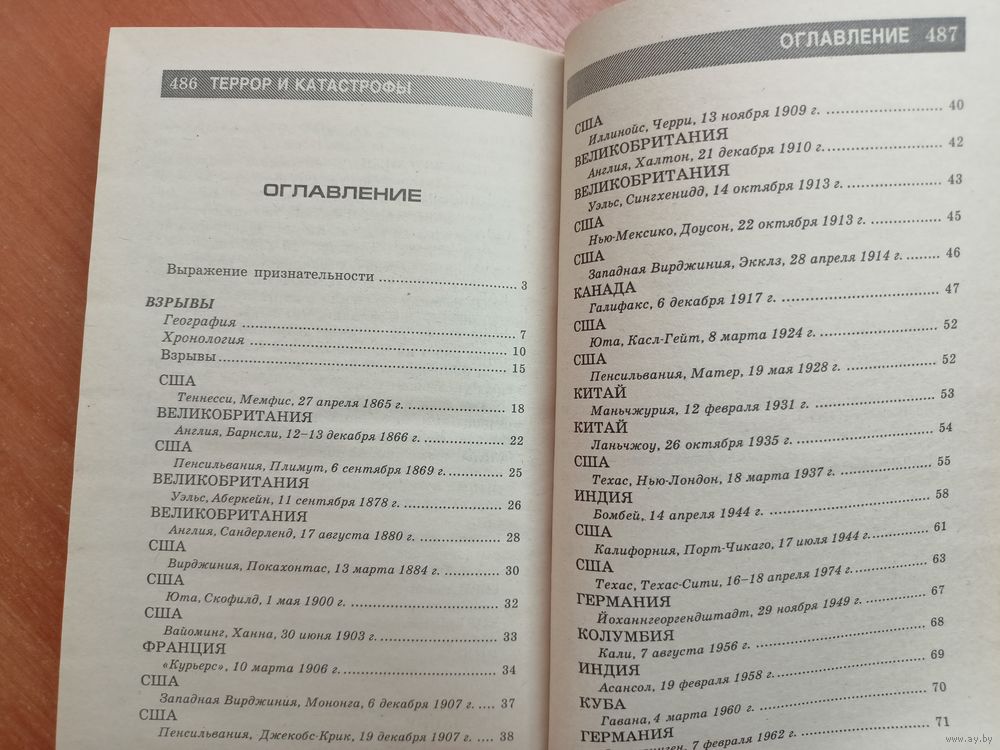 486 ТЕРРОР И КАТАСТРОФЫ
ОГЛАВЛЕНИЕ
Выражение признательности 3
ВЗРЫВЫ
География 7
Хронология 10
Взрывы 15
США
Теннесси, Мемфис, 27 апреля 1865 г. 18
ВЕЛИКОБРИТАНИЯ
Англия, Барнсли, 12–13 декабря 1866 г. 22
США
Пенсильвания, Плимут, 6 сентября 1869 г. 25
ВЕЛИКОБРИТАНИЯ
Уэльс, Аберкейн, 11 сентября 1878 г. 26
ВЕЛИКОБРИТАНИЯ
Англия, Сандерленд, 17 августа 1880 г. 28
США
Вирджиния, Покахонтас, 13 марта 1884 г. 30
США
Юта, Скофилд, 1 мая 1900 г. 32
США
Вайоминг, Ханна, 30 июня 1903 г. 33
ФРАНЦИЯ
«Курьерс», 10 марта 1906 г. 34
США
Западная Вирджиния, Мононга, 6 декабря 1907 г. .... 37
США
Пенсильвания, Джекобс-Крик, 19 декабря 1907 г. .... 38
ОГЛАВЛЕНИЕ 487
США
Иллинойс, Черри, 13 ноября 1909 г. 40
ВЕЛИКОБРИТАНИЯ
Англия, Халтон, 21 декабря 1910 г. 42
ВЕЛИКОБРИТАНИЯ
Уэльс, Сингхенидд, 14 октября 1913 г. 43
США
Нью-Мексико, Доусон, 22 октября 1913 г. 45
США
Западная Вирджиния, Экклз, 28 апреля 1914 г. 46
КАНАДА
Галифакс, 6 декабря 1917 г. 47
США
Юта, Касл-Гейт, 8 марта 1924 г. 52
США
Пенсильвания, Матер, 19 мая 1928 г. 52
КИТАЙ
Маньчжурия, 12 февраля 1931 г. 53
КИТАЙ
Ланьчжоу, 26 октября 1935 г. 54
США
Техас, Нью-Лондон, 18 марта 1937 г. 55
ИНДИЯ
Бомбей, 14 апреля 1944 г. 58
США
Калифорния, Порт-Чикаго, 17 июля 1944 г. 61
США
Техас, Техас-Сити, 16–18 апреля 1974 г. 63
ГЕРМАНИЯ
Йоханнгеоргендштадт, 29 ноября 1949 г. 67
КОЛУМБИЯ
Кали, 7 августа 1956 г. 68
ИНДИЯ
Асансол, 19 февраля 1958 г. 69
КУБА
Гавана, 4 марта 1960 г. 70
ГЕРМАНИЯ
7 февраля 1962 г. 71
www.ay.by